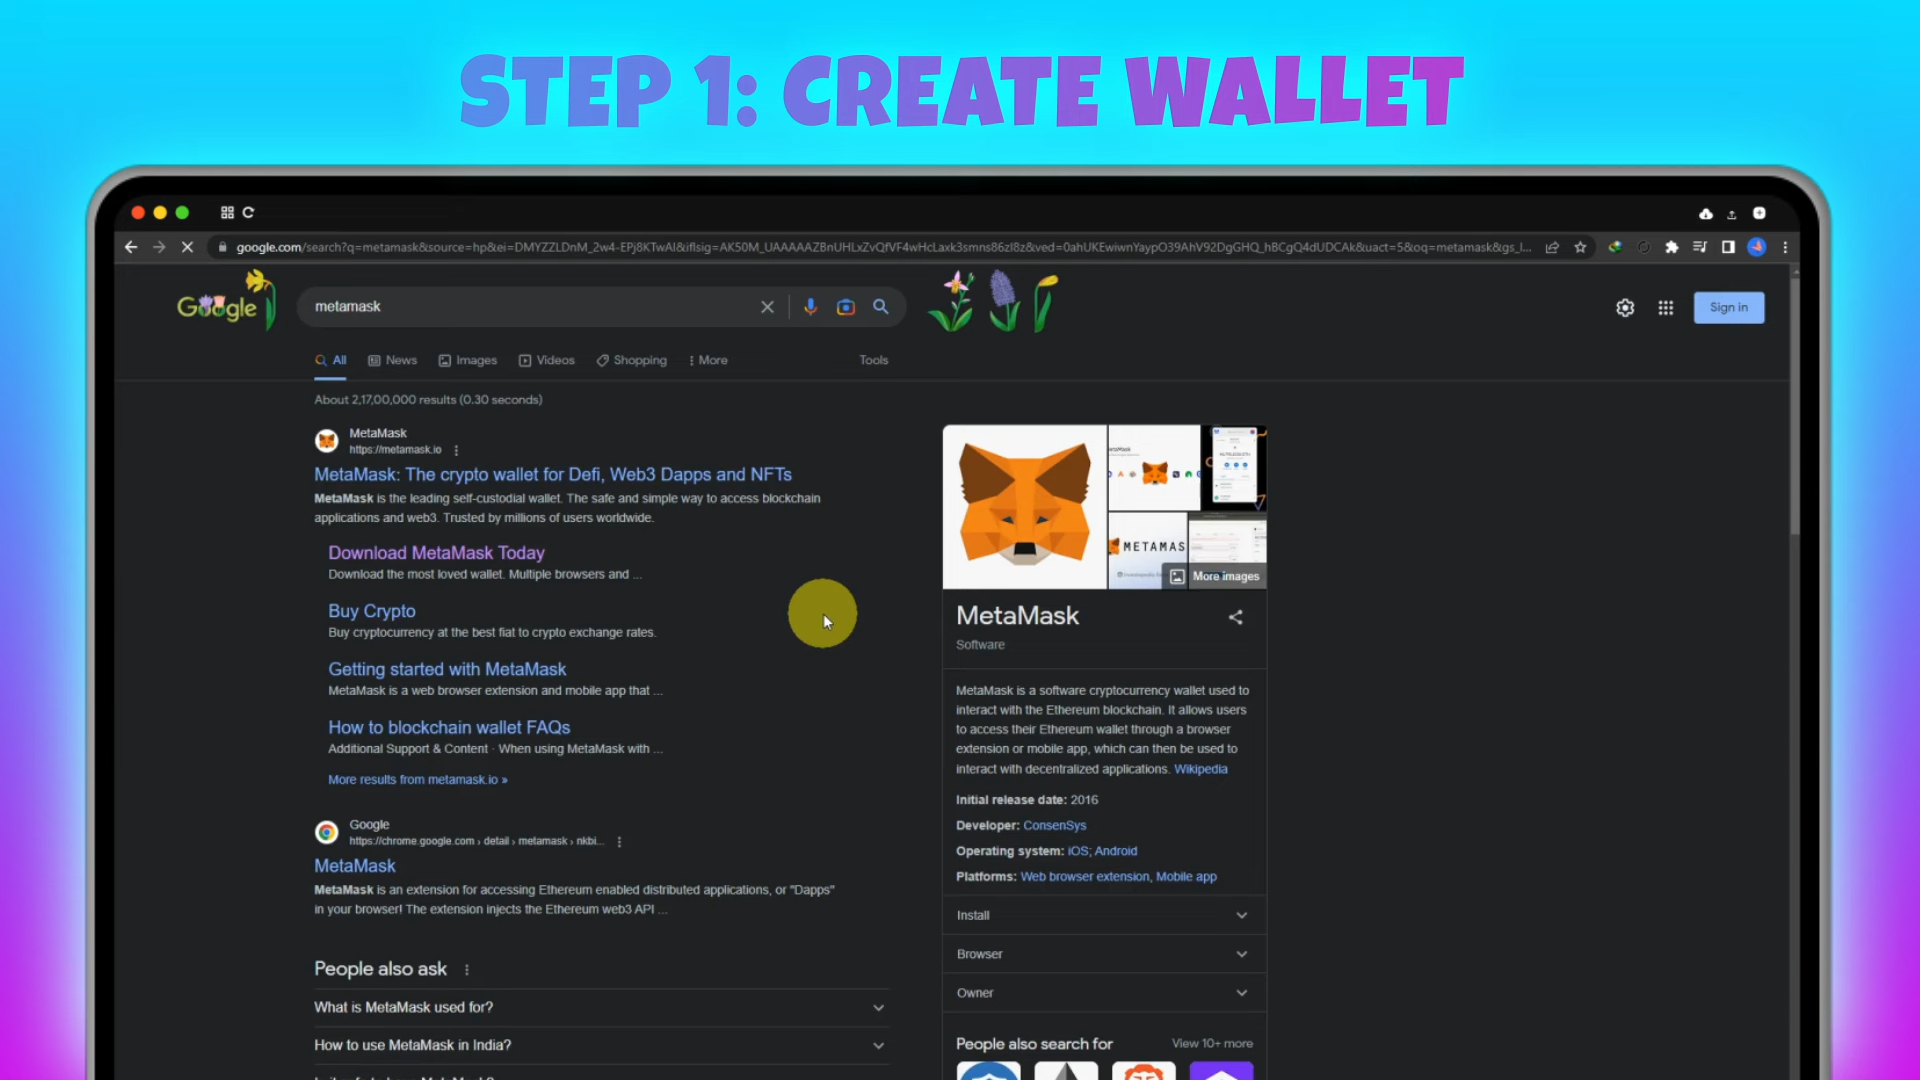 STEP 1: CREATE WALLET
google.com/search?q=metamask&source=hp&ei=DMYZZLDnM_2w4-EPj8KTwAI&iflsig=AK50M_UAAAAAZBnUHLxZvQfVF4wHcLaxk3smns86zI8z&ved=0ahUKEwiwnYaypO39AhV92DgGHQ_hBCgQ4dUDCAk&uact=5&oq=metamask&gs_l...
Google
metamask
Sign in
All
News
Images
Videos
Shopping
More
Tools
About 2,17,00,000 results (0.30 seconds)
MetaMask
https://metamask.io
MetaMask: The crypto wallet for Defi, Web3 Dapps and NFTs
MetaMask is the leading self-custodial wallet. The safe and simple way to access blockchain
applications and web3. Trusted by millions of users worldwide.
Download MetaMask Today
Download the most loved wallet. Multiple browsers and ...
Buy Crypto
Buy cryptocurrency at the best fiat to crypto exchange rates.
Getting started with MetaMask
MetaMask is a web browser extension and mobile app that ...
How to blockchain wallet FAQs
Additional Support & Content · When using MetaMask with ...
More results from metamask.io »
Google
https://chrome.google.com › detail › metamask › nkbi...
MetaMask
MetaMask is an extension for accessing Ethereum enabled distributed applications, or "Dapps"
in your browser! The extension injects the Ethereum web3 API ...
People also ask
What is MetaMask used for?
How to use MetaMask in India?
METAMAS
More images
MetaMask
Software
MetaMask is a software cryptocurrency wallet used to
interact with the Ethereum blockchain. It allows users
to access their Ethereum wallet through a browser
extension or mobile app, which can then be used to
interact with decentralized applications. Wikipedia
Initial release date: 2016
Developer: ConsenSys
Operating system: iOS; Android
Platforms: Web browser extension, Mobile app
Install
Browser
Owner
People also search for
View 10+ more